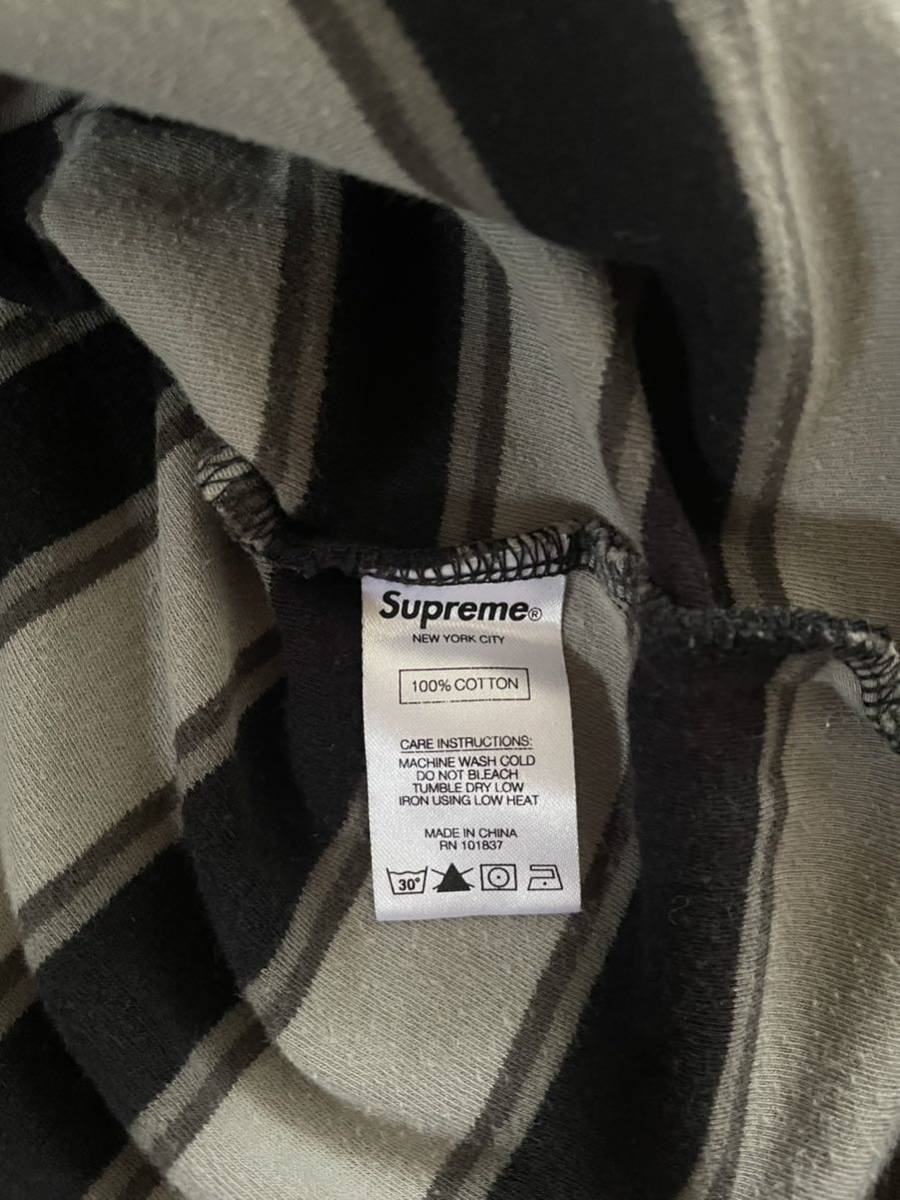 Supreme®
NEW YORK CITY
100% COTTON
CARE INSTRUCTIONS:
MACHINE WASH COLD
DO NOT BLEACH
TUMBLE DRY LOW
IRON USING LOW HEAT
MADE IN CHINA
RN 101837
30°